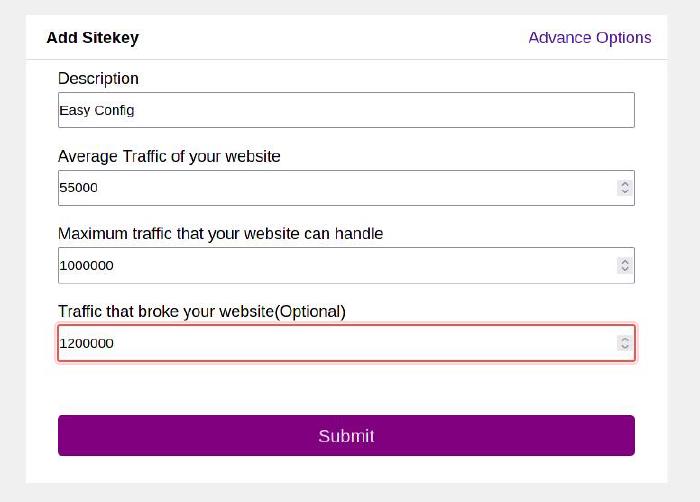 Add Sitekey
Advance Options
Description
Easy Config
Average Traffic of your website
55000
Maximum traffic that your website can handle
1000000
Traffic that broke your website(Optional)
1200000
Submit